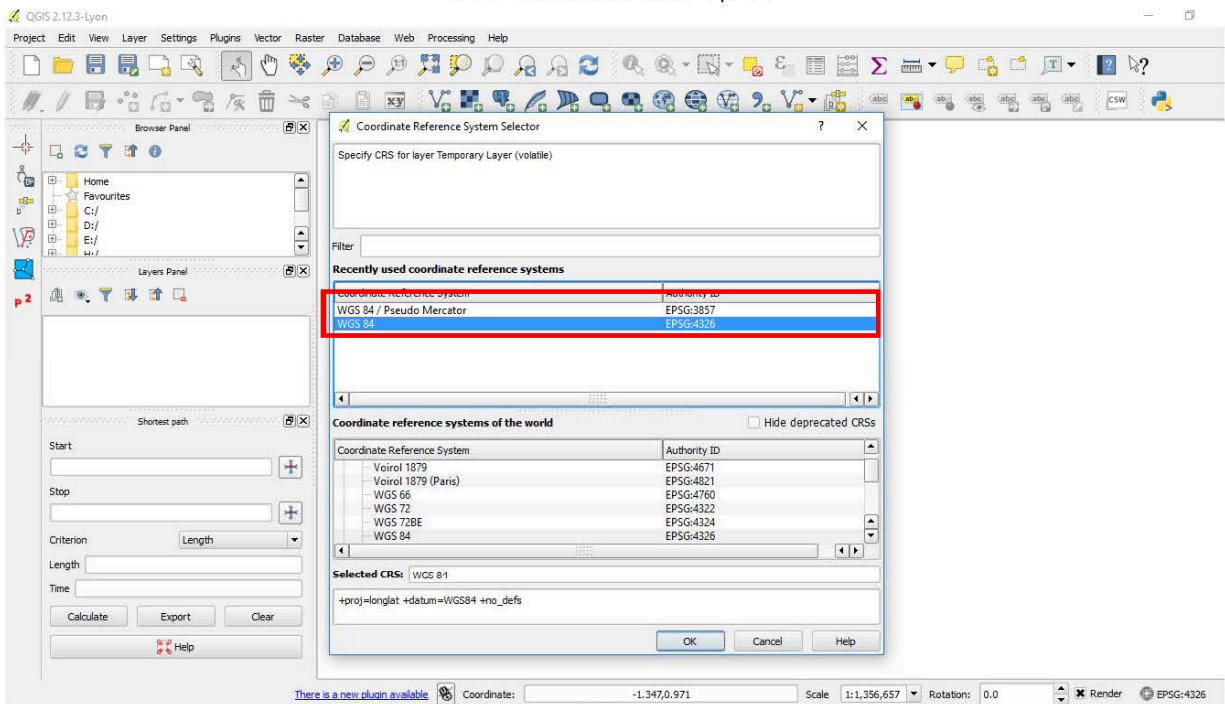 QGIS 2.12.3-Lyon
Project Edit View Layer Settings Plugins Vector Raster Database Web Processing Help
Browser Panel
Home
Favourites
C:/
D:/
E:/
H:/
Layers Panel
Shortest path
Start
Stop
Criterion Length
Length
Time
Calculate Export Clear
Help
Coordinate Reference System Selector ?
Specify CRS for layer Temporary Layer (volatile)
Filter
Recently used coordinate reference systems
Coordinate Reference System Authority ID
WGS 84 / Pseudo Mercator EPSG:3857
WGS 84 EPSG:4326
Coordinate reference systems of the world Hide deprecated CRSs
Coordinate Reference System Authority ID
Voirol 1879 EPSG:4671
Voirol 1879 (Paris) EPSG:4821
WGS 66 EPSG:4760
WGS 72 EPSG:4322
WGS 72BE EPSG:4324
WGS 84 EPSG:4326
Selected CRS: WGS 84
+proj=longlat +datum=WGS84 +no_defs
OK Cancel Help
There is a new plugin available Coordinate: -1.347,0.971 Scale 1:1,356,657 Rotation: 0.0 Render EPSG:4326